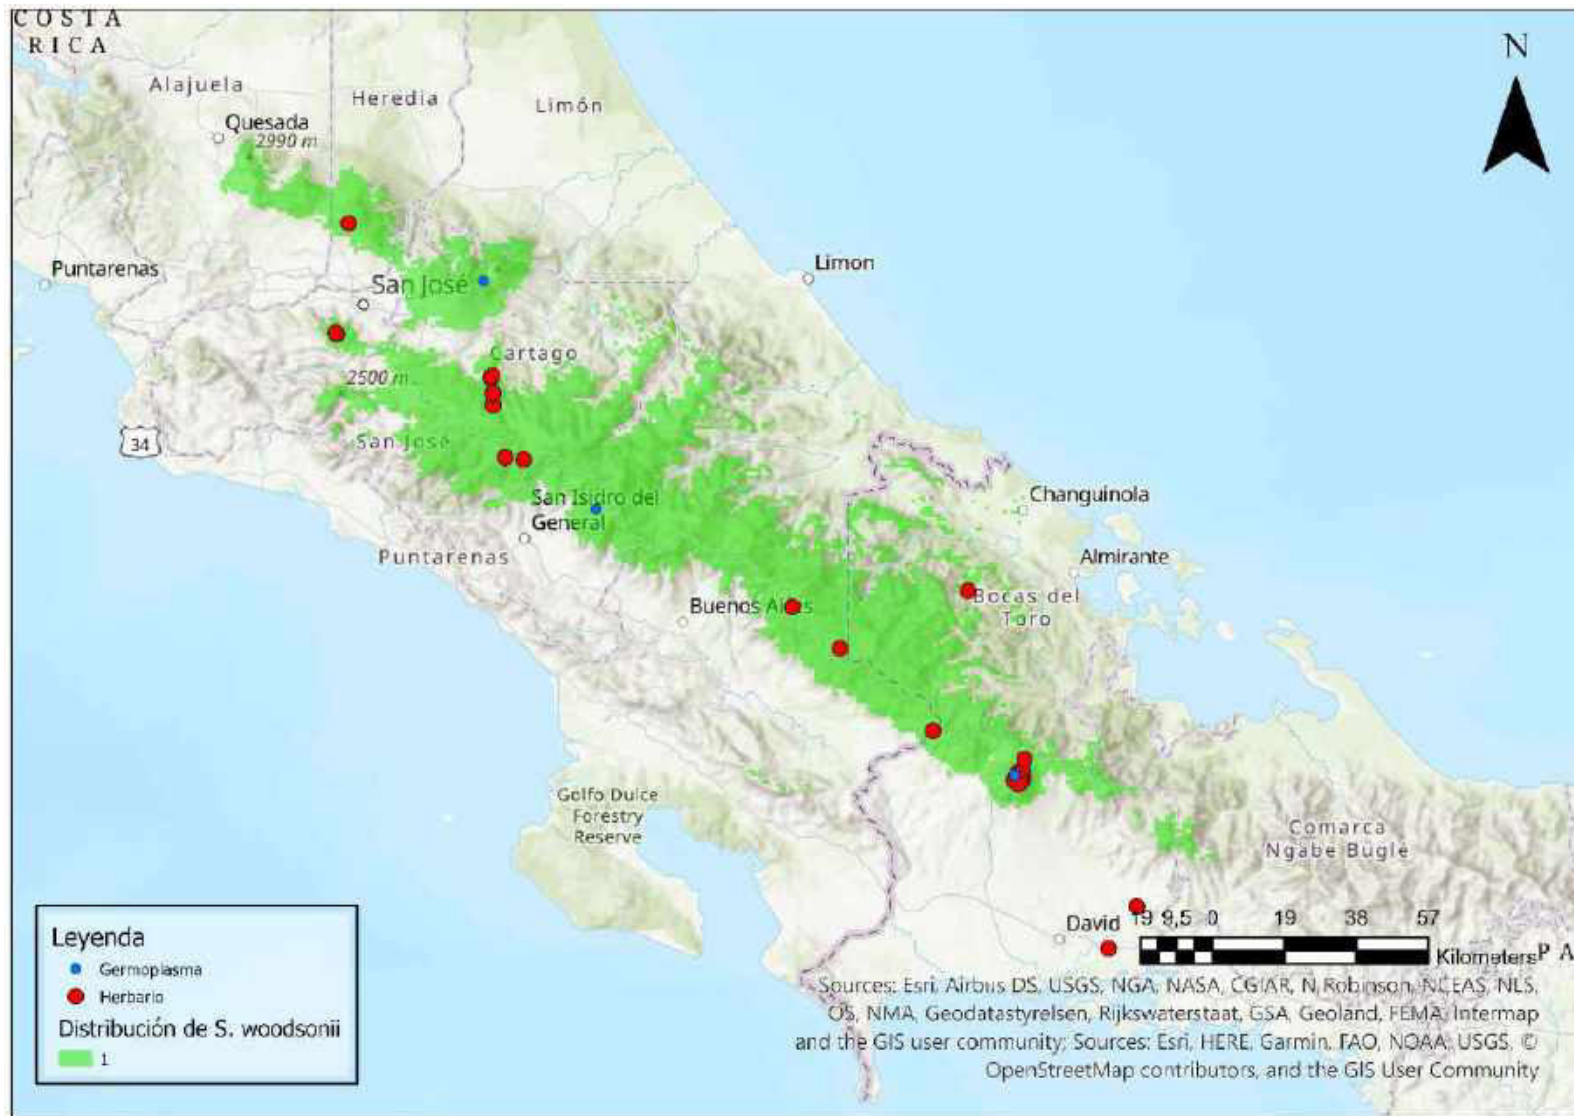 COSTA
RICA
N
Alajuela
Heredia
Limón
Quesada
2990 m
Puntarenas
San José
Limon
Cartago
2500 m
34
San José
San Isidro del
General
Changuinola
Puntarenas
Almirante
Buenos Aires
Bocas del
Toro
Golfo Dulce
Forestry
Reserve
Comarca
Ngabe Bugle
David
19 9,5 0 19 38 57
Kilometers
P A
Leyenda
Germoplasma
Herbario
Distribución de S. woodsonii
1
Sources: Esri, Airbus DS, USGS, NGA, NASA, CGIAR, N Robinson, NCEAS, NLS,
OS, NMA, Geodatastyrelsen, Rijkswaterstaat, GSA, Geoland, FEMA, Intermap
and the GIS user community; Sources: Esri, HERE, Garmin, FAO, NOAA, USGS, ©
OpenStreetMap contributors, and the GIS User Community